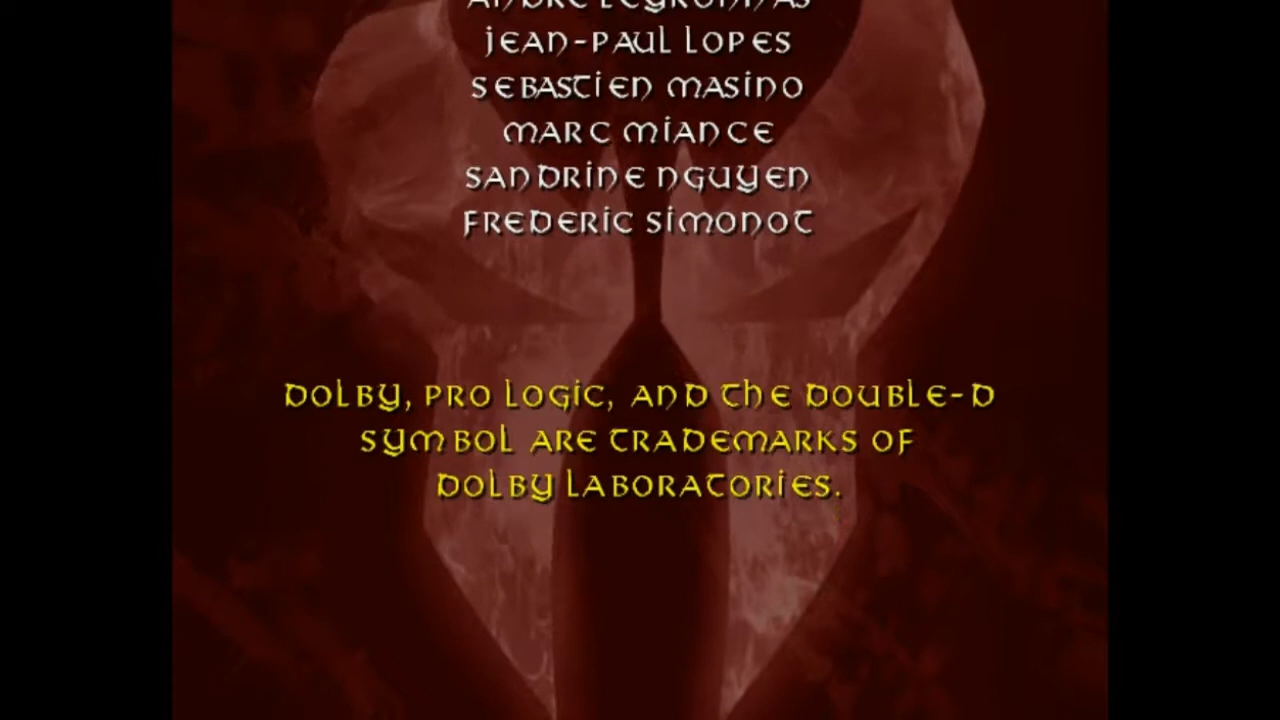 JEAN-PAUL LOPES
SEBASTIEN MASINO
MARC MIANCE
SANDRINE NGUYEN
FREDERIC SIMONOT
DOLBY, PRO LOGIC, AND THE DOUBLE-D
SYMBOL ARE TRADEMARKS OF
DOLBY LABORATORIES.